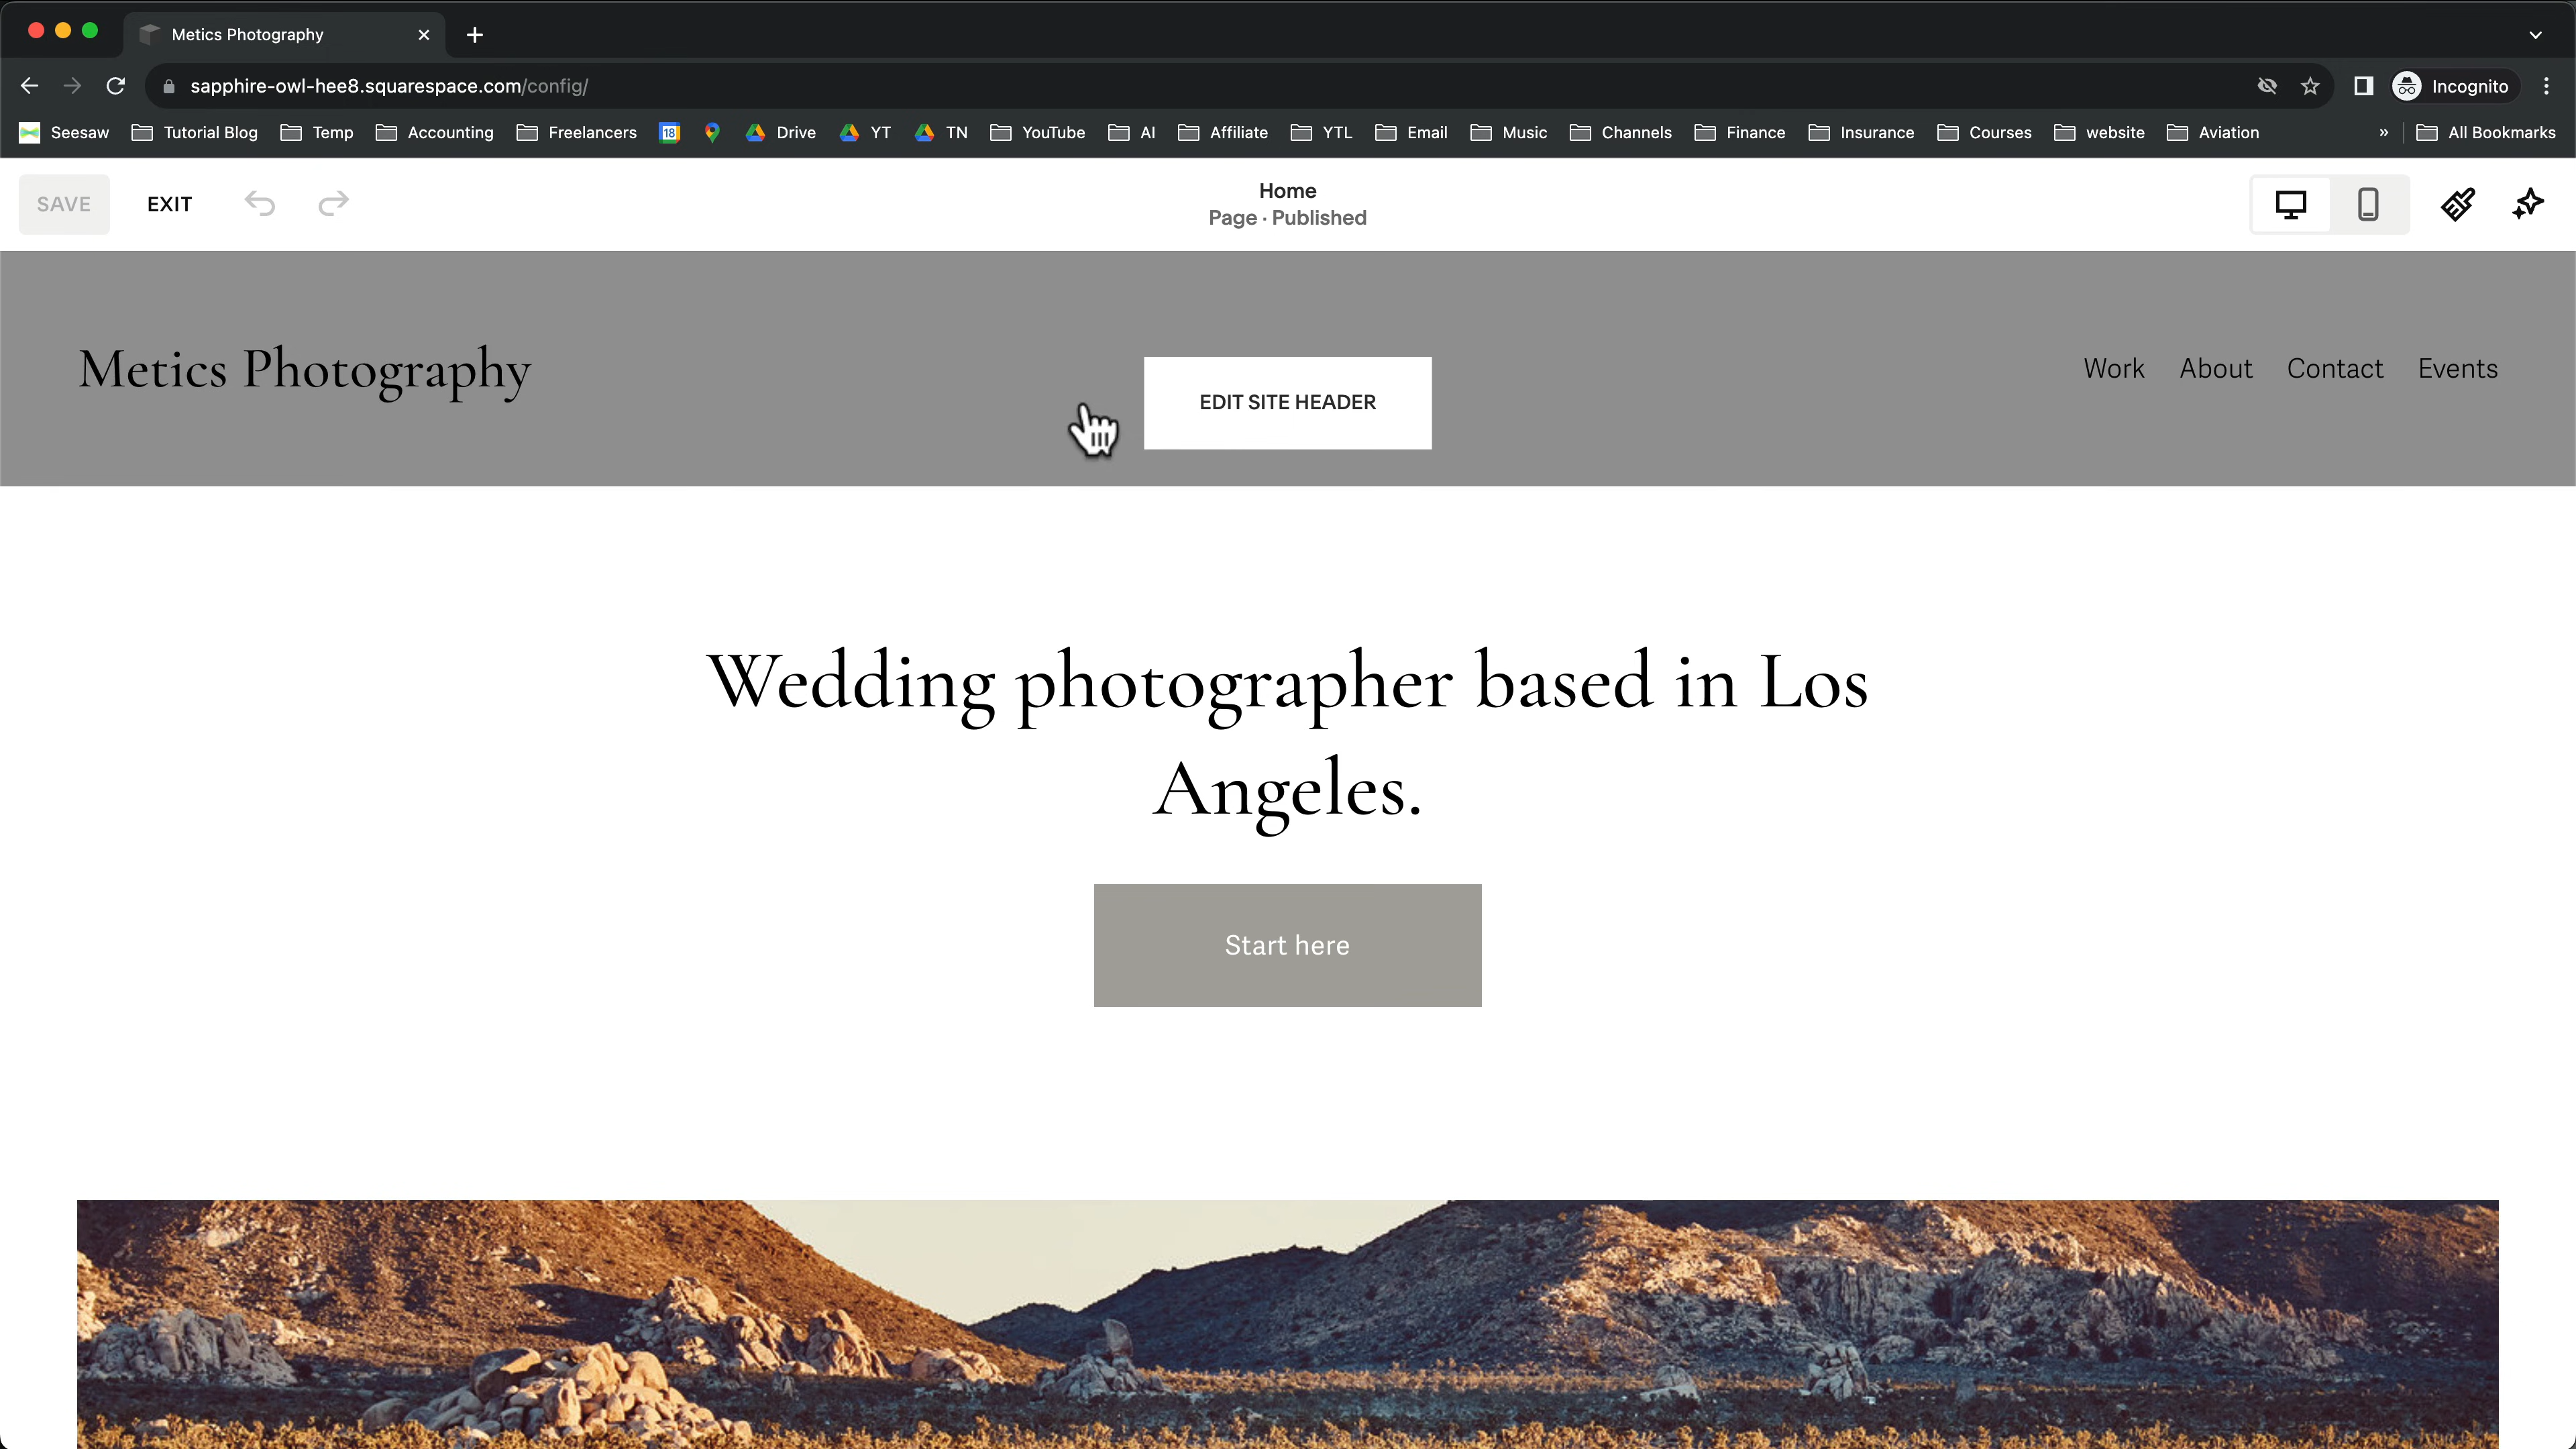 Metics Photography
sapphire-owl-hee8.squarespace.com/config/
Incognito
Seesaw Tutorial Blog Temp Accounting Freelancers 18 Drive YT TN YouTube AI Affiliate YTL Email Music Channels Finance Insurance Courses website Aviation » All Bookmarks
SAVE EXIT
Home
Page · Published
Metics Photography
EDIT SITE HEADER
Work About Contact Events
Wedding photographer based in Los
Angeles.
Start here